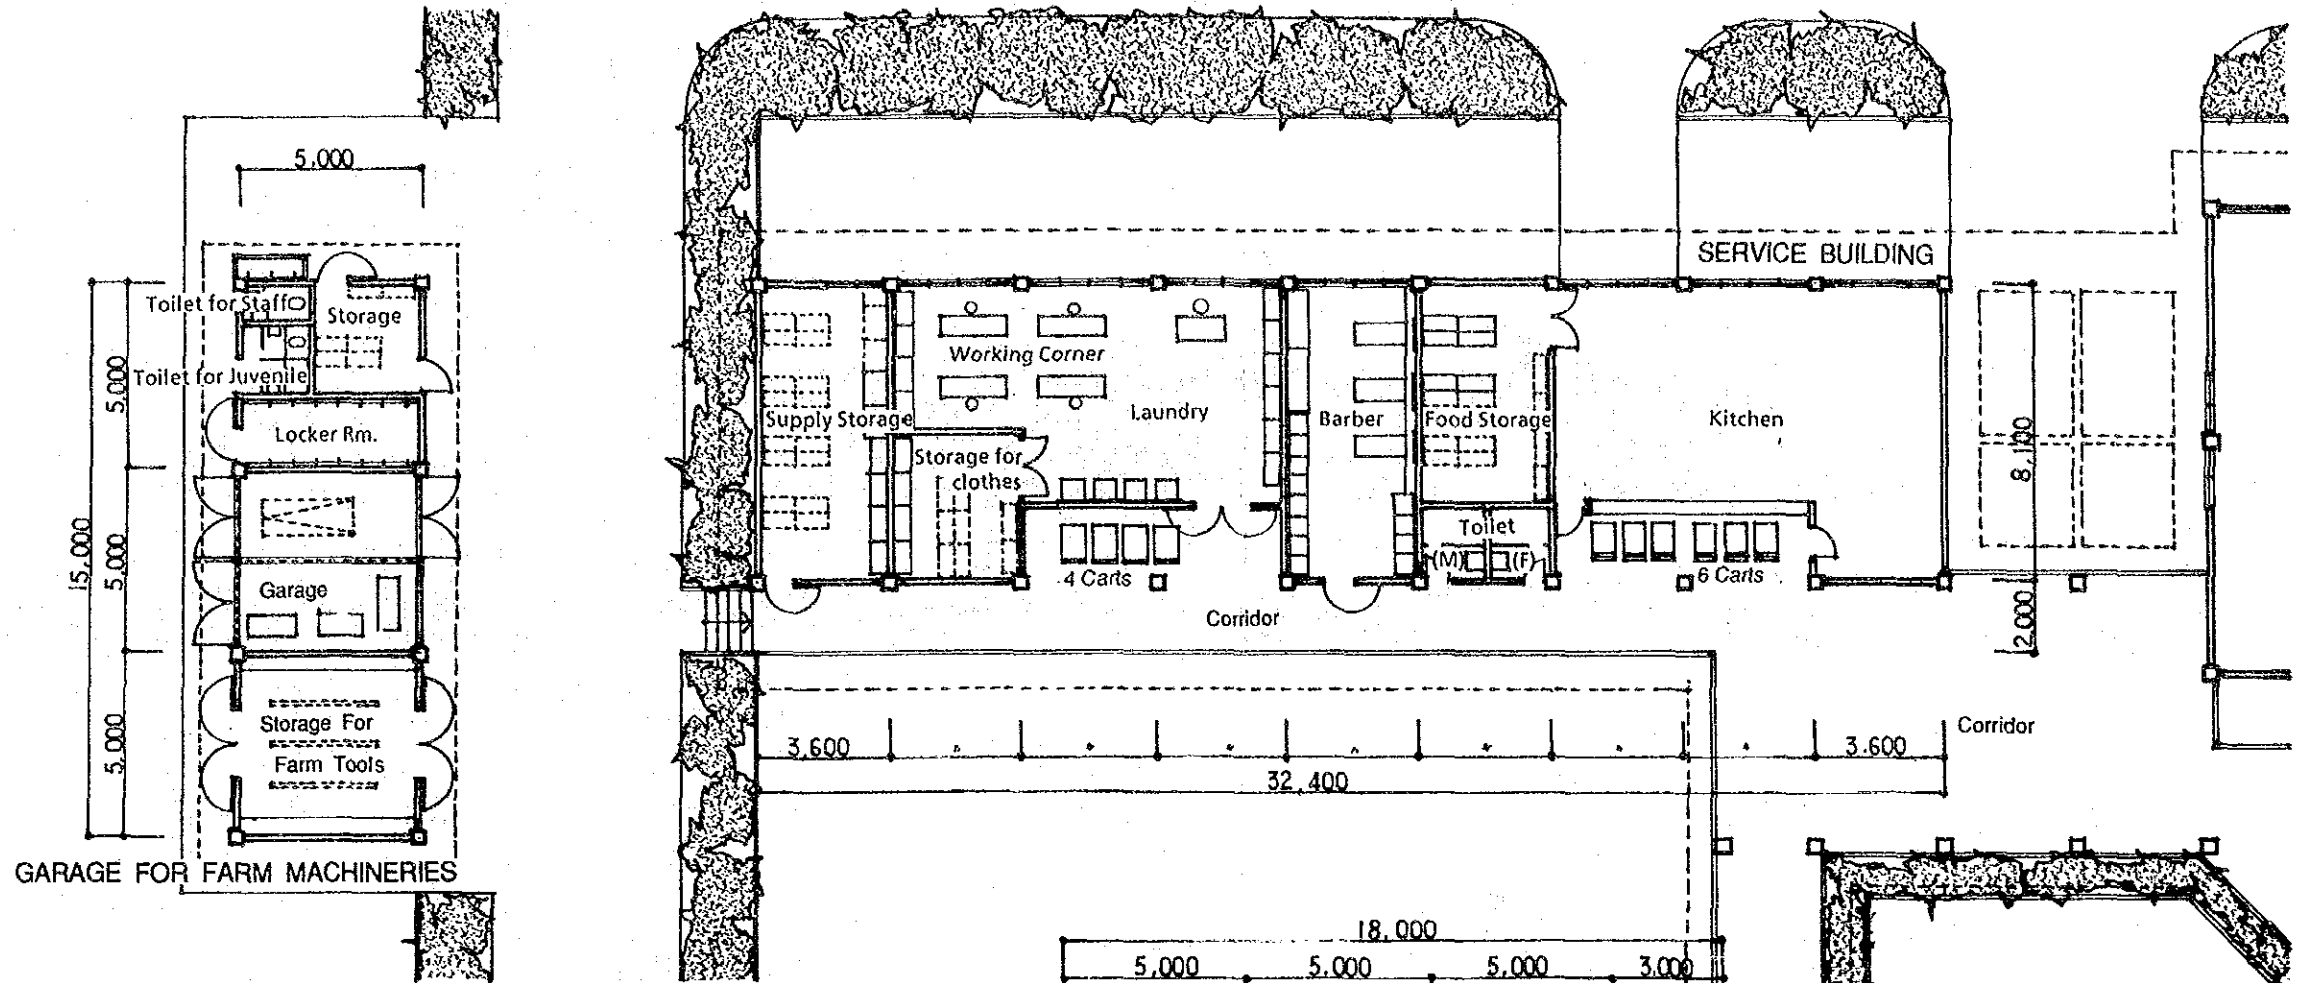 5,000
Toilet for Staff
Storage
Toilet for Juvenile
5,000
Locker Rm.
15,000
5,000
Garage
5,000
Storage For
Farm Tools
GARAGE FOR FARM MACHINERIES
SERVICE BUILDING
Working Corner
Laundry
Supply Storage
Barber
Food Storage
Kitchen
8,100
Storage for
clothes
Toilet
(M)
(F)
4 Carts
6 Carts
Corridor
2,000
Corridor
3,600
3.600
32,400
18,000
5,000
5,000
5,000
3,000